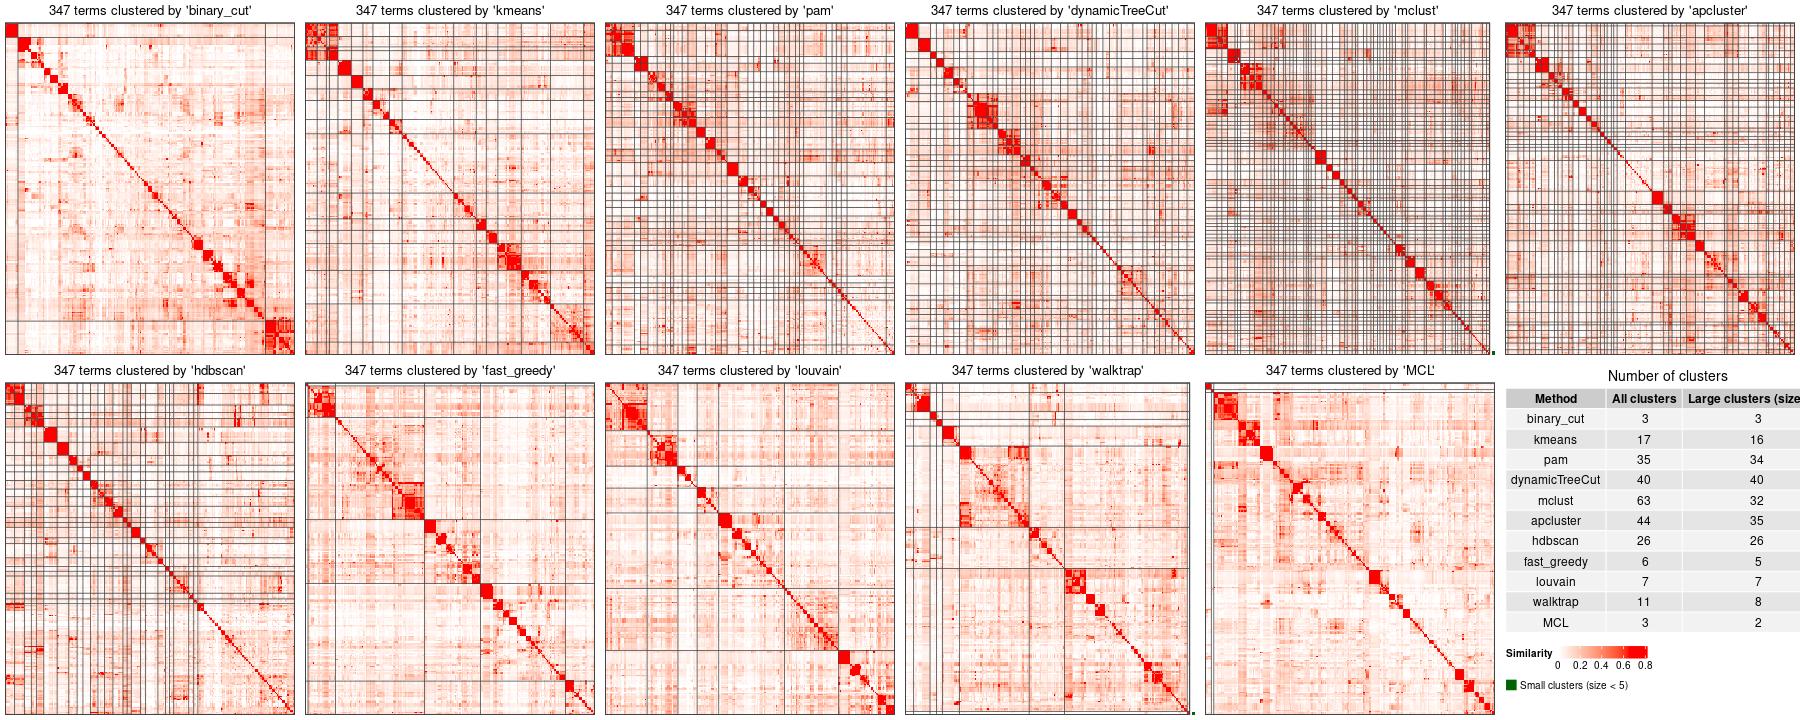 347 terms clustered by 'binary_cut'
347 terms clustered by 'kmeans'
347 terms clustered by 'pam'
347 terms clustered by 'dynamicTreeCut'
347 terms clustered by 'mclust'
347 terms clustered by 'apcluster'
347 terms clustered by 'hdbscan'
347 terms clustered by 'fast_greedy'
347 terms clustered by 'louvain'
347 terms clustered by 'walktrap'
347 terms clustered by 'MCL'
Number of clusters
Method All clusters Large clusters (size
binary_cut 3 3
kmeans 17 16
pam 35 34
dynamicTreeCut 40 40
mclust 63 32
apcluster 44 35
hdbscan 26 26
fast_greedy 6 5
louvain 7 7
walktrap 11 8
MCL 3 2
Similarity
0 0.2 0.4 0.6 0.8
Small clusters (size < 5)